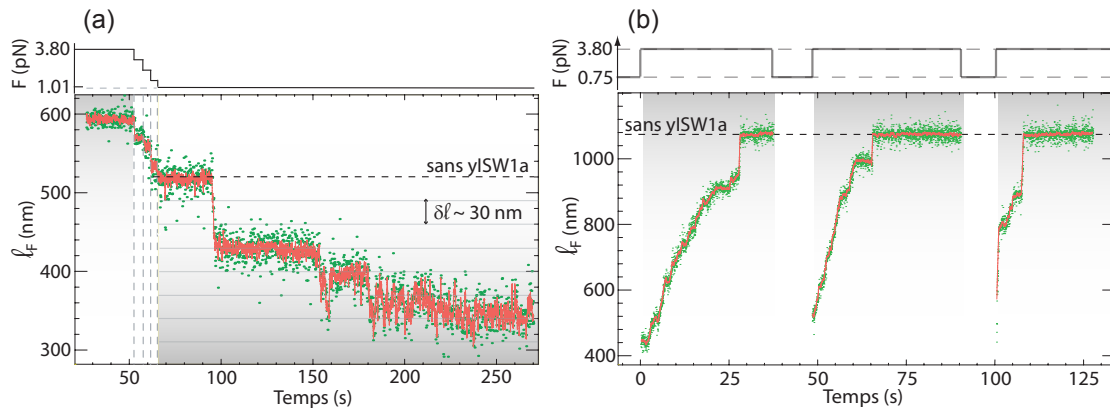 (a)
F (pN)
3.80
1.01
600
500
400
300
ℓF (nm)
sans yISW1a
δℓ ~ 30 nm
50
100
150
200
250
Temps (s)
(b)
F (pN)
3.80
0.75
sans yISW1a
1000
800
600
400
ℓF (nm)
0
25
50
75
100
125
Temps (s)